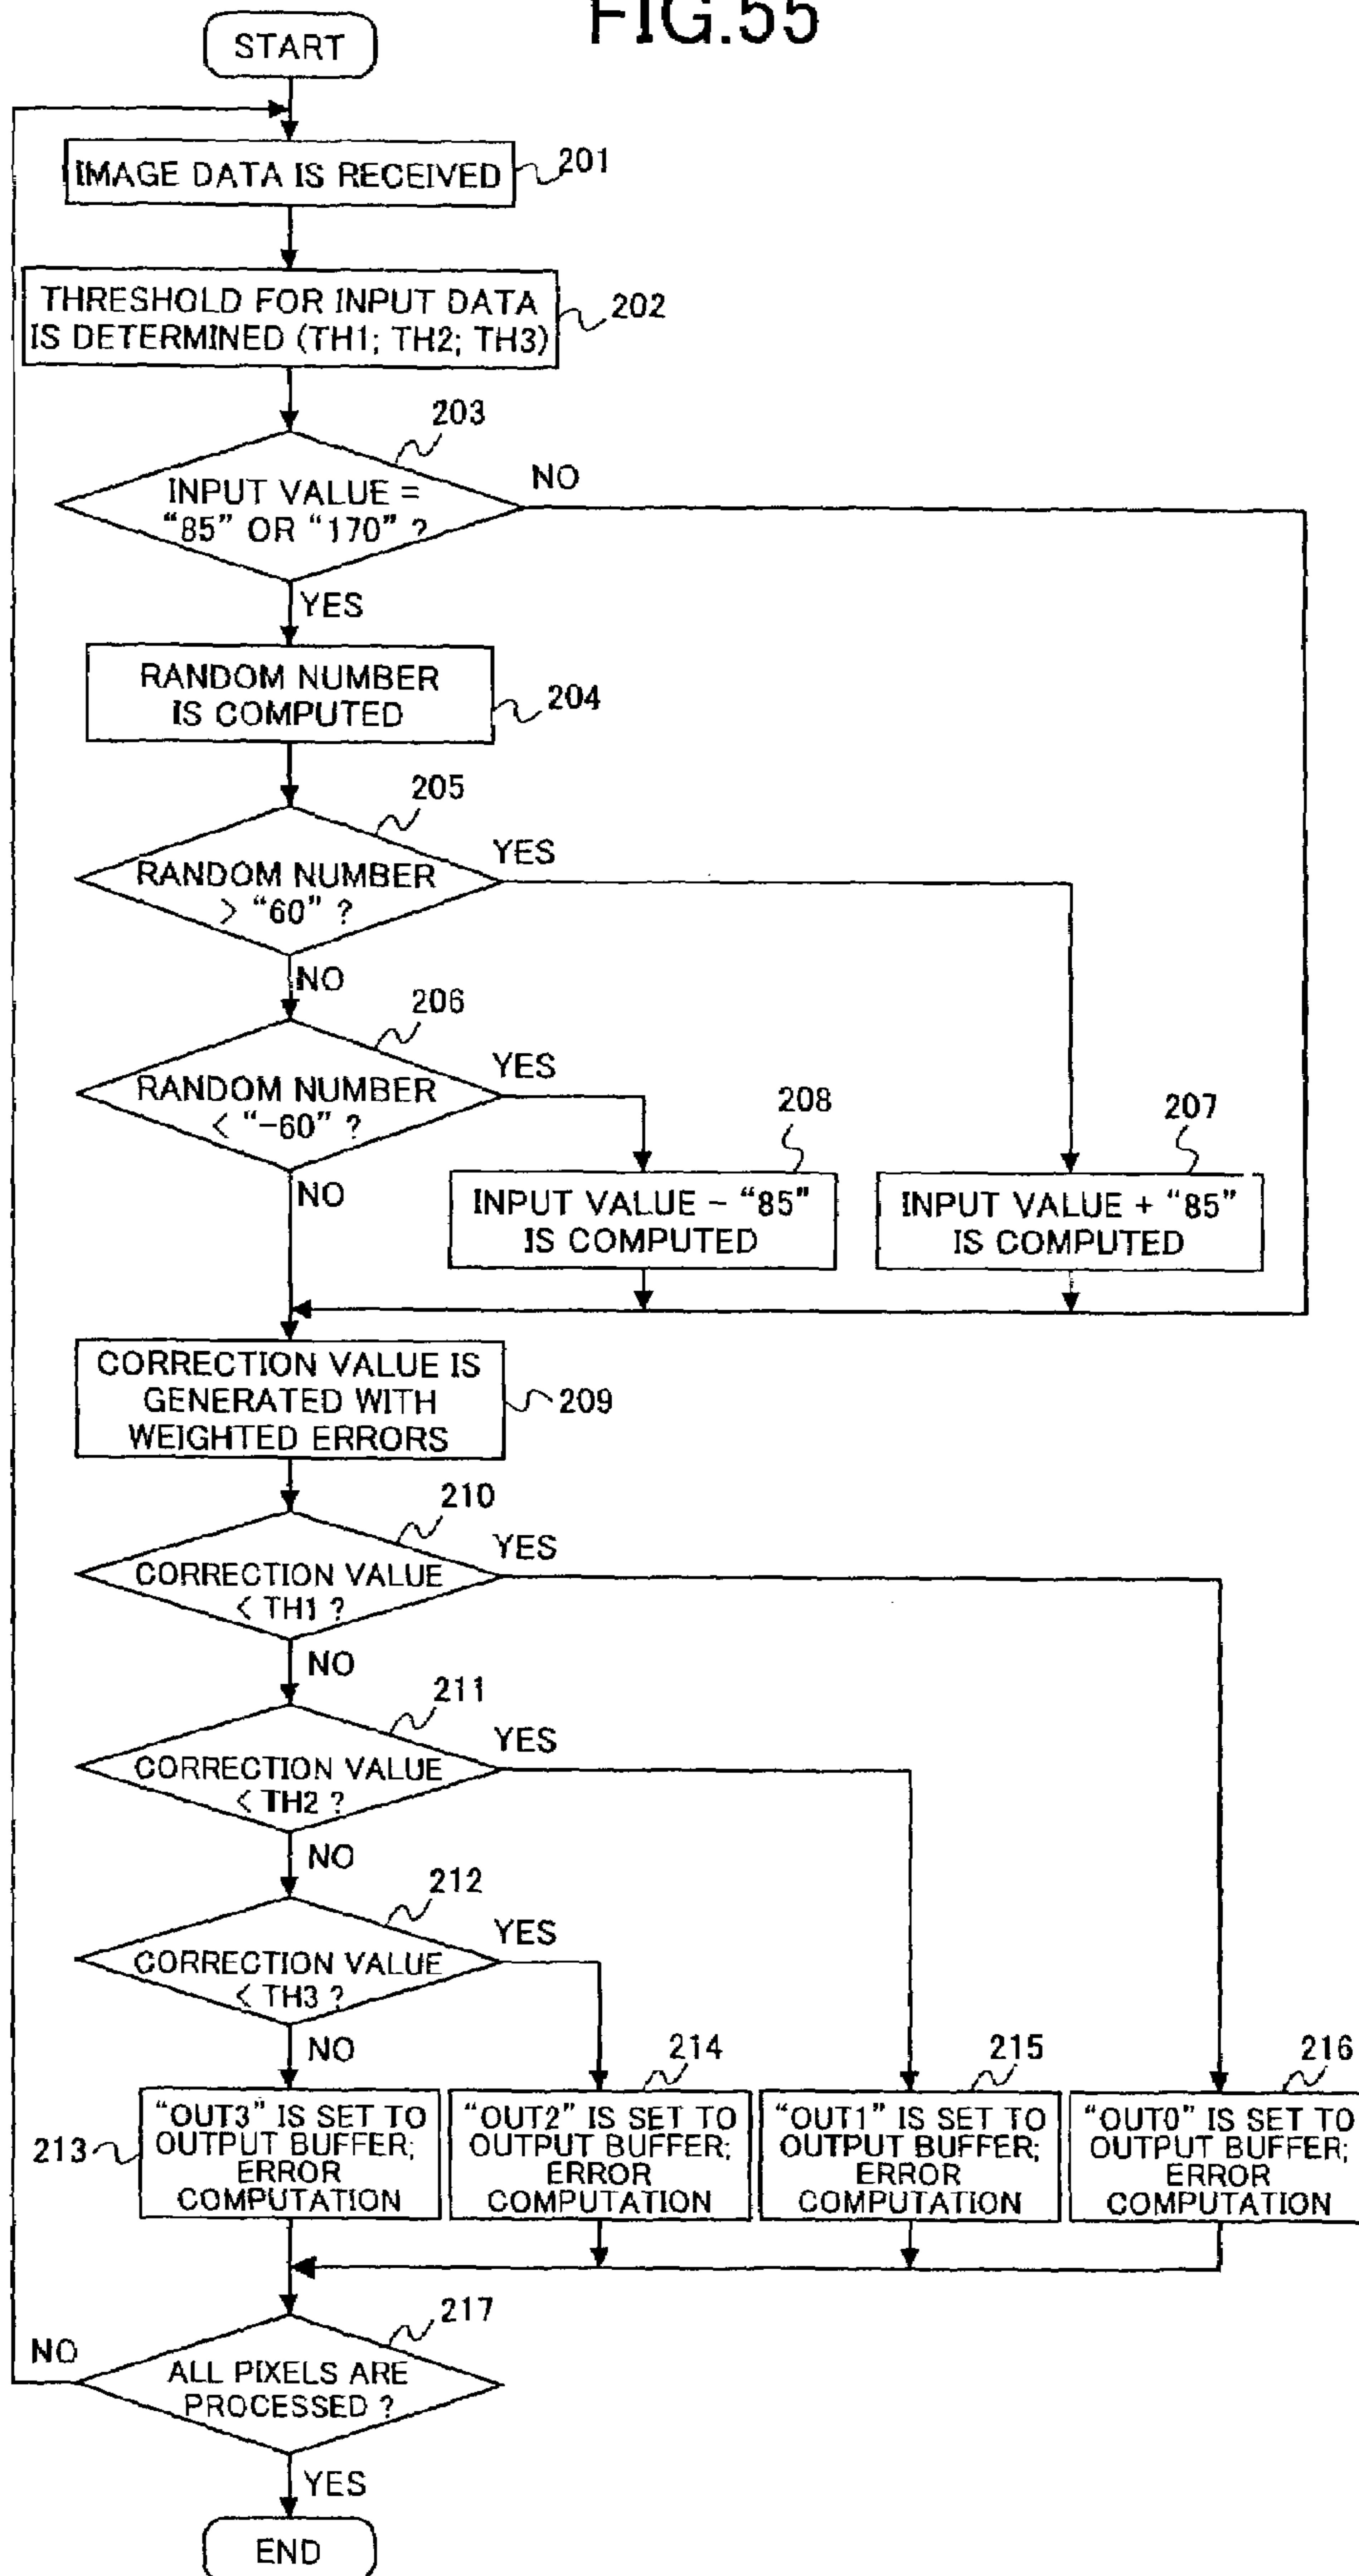 FIG.55
START
IMAGE DATA IS RECEIVED
201
THRESHOLD FOR INPUT DATA
IS DETERMINED (TH1; TH2; TH3)
202
203
INPUT VALUE =
“85” OR “170” ?
NO
YES
RANDOM NUMBER
IS COMPUTED
204
205
RANDOM NUMBER
> “60” ?
YES
NO
206
RANDOM NUMBER
< “-60” ?
YES
NO
208
INPUT VALUE - “85”
IS COMPUTED
207
INPUT VALUE + “85”
IS COMPUTED
CORRECTION VALUE IS
GENERATED WITH
WEIGHTED ERRORS
209
210
CORRECTION VALUE
< TH1 ?
YES
NO
211
CORRECTION VALUE
< TH2 ?
YES
NO
212
CORRECTION VALUE
< TH3 ?
YES
NO
213
“OUT3” IS SET TO
OUTPUT BUFFER;
ERROR
COMPUTATION
214
“OUT2” IS SET TO
OUTPUT BUFFER;
ERROR
COMPUTATION
215
“OUT1” IS SET TO
OUTPUT BUFFER;
ERROR
COMPUTATION
216
“OUT0” IS SET TO
OUTPUT BUFFER;
ERROR
COMPUTATION
217
NO
ALL PIXELS ARE
PROCESSED ?
YES
END